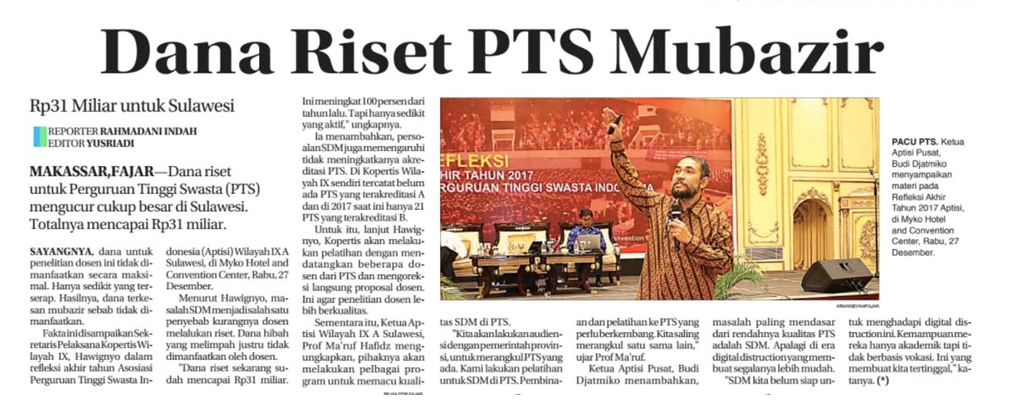 Dana Riset PTS Mubazir
Rp31 Miliar untuk Sulawesi
REPORTER RAHMADANI INDAH
EDITOR YUSRIADI
MAKASSAR,FAJAR—Dana riset
untuk Perguruan Tinggi Swasta (PTS)
mengucur cukup besar di Sulawesi.
Totalnya mencapai Rp31 miliar.
SAYANGNYA, dana untuk
penelitian dosen ini tidak di-
manfaatkan secara maksi-
mal. Hanya sedikit yang ter-
serap. Hasilnya, dana terke-
san mubazir sebab tidak di-
manfaatkan.
Fakta ini disampaikan Sek-
retaris Pelaksana Kopertis Wi-
layah IX, Hawignyo dalam
refleksi akhir tahun Asosiasi
Perguruan Tinggi Swasta In-
donesia (Aptisi) Wilayah IX A
Sulawesi, di Myko Hotel and
Convention Center, Rabu, 27
Desember.
Menurut Hawignyo, ma-
salah SDM menjadi salah satu
penyebab kurangnya dosen
melakukan riset. Dana hibah
yang melimpah justru tidak
dimanfaatkan oleh dosen.
"Dana riset sekarang su-
dah mencapai Rp31 miliar.
Ini meningkat 100 persen dari
tahun lalu. Tapi hanya sedikit
yang aktif," ungkapnya.
Ia menambahkan, perso-
alan SDM juga memengaruhi
tidak meningkatkanya akre-
ditasi PTS. Di Kopertis Wila-
yah IX sendiri tercatat belum
ada PTS yang terakreditasi A
dan di 2017 saat ini hanya 21
PTS yang terakreditasi B.
Untuk itu, lanjut Hawig-
nyo, Kopertis akan melaku-
kan pelatihan dengan men-
datangkan beberapa do-
sen dari PTS dan mengorek-
si langsung proposal dosen.
Ini agar penelitian dosen le-
bih berkualitas.
Sementara itu, Ketua Ap-
tisi Wilayah IX A Sulawesi,
Prof Ma'ruf Hafidz meng-
ungkapkan, pihaknya akan
melakukan pelbagai pro-
gram untuk memacu kuali-
EFLEKSI
HIR TAHUN 2017
RGURUAN TINGGI SWASTA INDO
IA
PACU PTS. Ketua
Aptisi Pusat,
Budi Djatmiko
menyampaikan
materi pada
Refleksi Akhir
Tahun 2017 Aptisi,
di Myko Hotel
and Convention
Center, Rabu, 27
Desember.
tas SDM di PTS.
"Kita akan lakukan audien-
si dengan pemerintah provin-
si, untuk merangkul PTS yang
ada. Kami lakukan pelatihan
untuk SDM di PTS. Pembina-
an dan pelatihan ke PTS yang
perlu berkembang. Kita saling
merangkul satu sama lain,"
ujar Prof Ma'ruf.
Ketua Aptisi Pusat, Budi
Djatmiko menambahkan,
masalah paling mendasar
dari rendahnya kualitas PTS
adalah SDM. Apalagi di era
digital distruction yang mem-
buat segalanya lebih mudah.
"SDM kita belum siap un-
tuk menghadapi digital dis-
truction ini. Kemampuan me-
reka hanya akademik tapi ti-
dak berbasis vokasi. Ini yang
membuat kita tertinggal," ka-
tanya. (*)